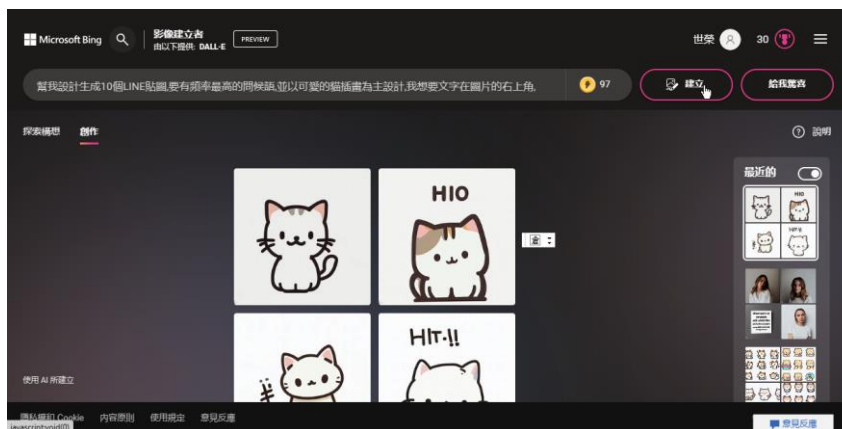 Microsoft Bing
影像建立者
由以下提供: DALL·E
PREVIEW
世榮
30
幫我設計生成10個LINE貼圖,要有頻率最高的問候語,並以可愛的貓插畫為主設計,我想要文字在圖片的右上角,
97
建立
給我驚喜
探索構想
創作
說明
最近的
HIO
HIT·!!
使用 AI 所建立
隱私權和 Cookie
內容原則
使用規定
意見反應
javascript:void(0)
意見反應